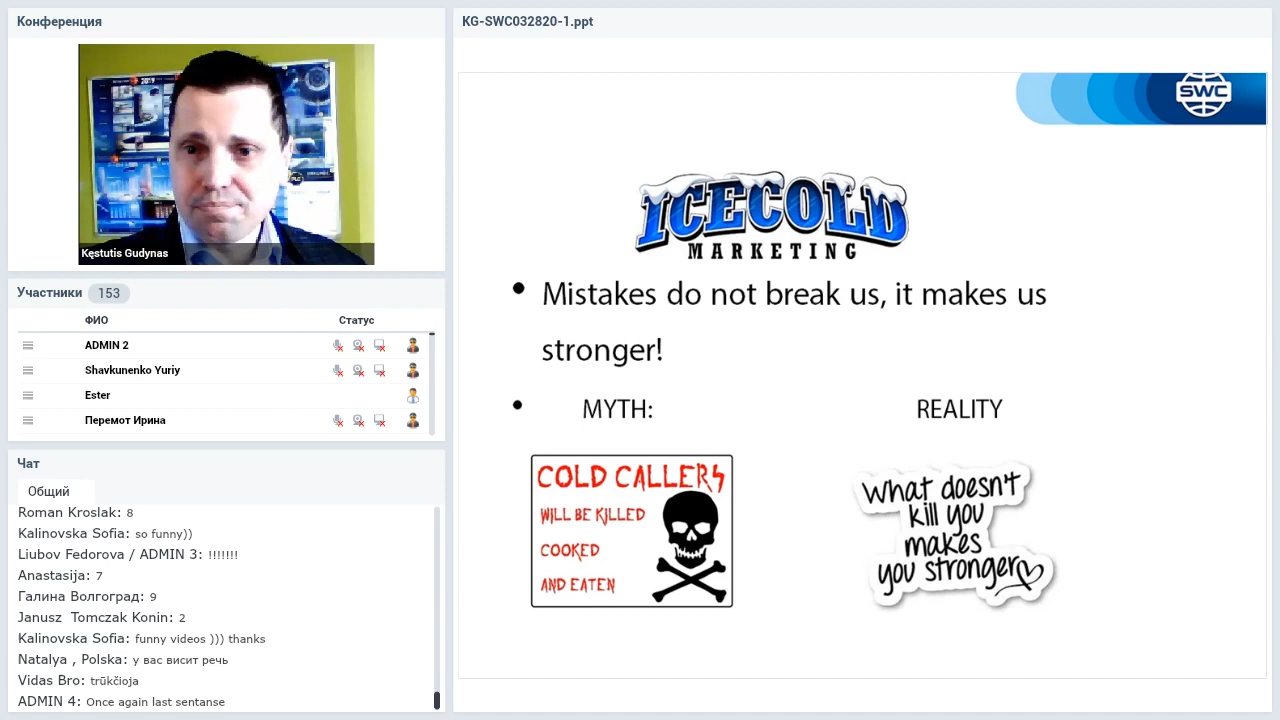 Конференция
2019
Kęstutis Gudynas
Участники 153
ФИО Статус
ADMIN 2
Shavkunenko Yuriy
Ester
Перемот Ирина
Чат
Общий
Roman Kroslak: 8
Kalinovska Sofia: so funny))
Liubov Fedorova / ADMIN 3: !!!!!!!
Anastasija: 7
Галина Волгоград: 9
Janusz Tomczak Konin: 2
Kalinovska Sofia: funny videos ))) thanks
Natalya , Polska: у вас висит речь
Vidas Bro: trūkčioja
ADMIN 4: Once again last sentanse
KG-SWC032820-1.ppt
SWC
ICECOLD
MARKETING
• Mistakes do not break us, it makes us
stronger!
• MYTH: REALITY
COLD CALLERS
WILL BE KILLED
COOKED
AND EATEN
What doesn't
kill you
makes
you stronger